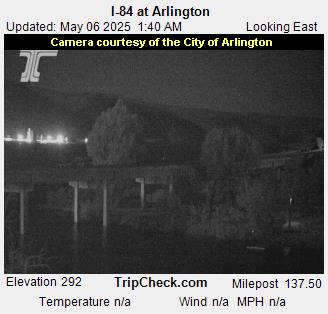 I-84 at Arlington
Updated: May 06 2025 1:40 AM Looking East
Camera courtesy of the City of Arlington
Elevation 292 TripCheck.com Milepost 137.50
Temperature n/a Wind n/a MPH n/a